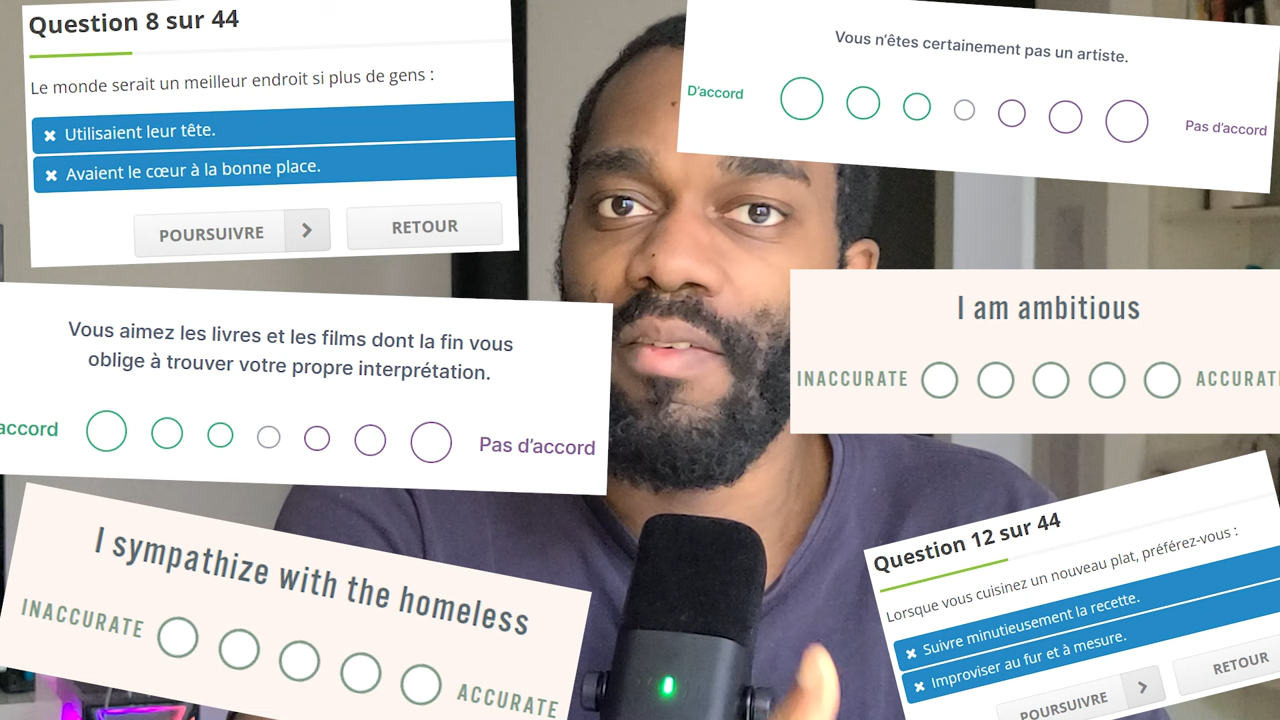 Question 8 sur 44
Le monde serait un meilleur endroit si plus de gens :
✖ Utilisaient leur tête.
✖ Avaient le cœur à la bonne place.
POURSUIVRE
RETOUR
Vous n'êtes certainement pas un artiste.
D'accord
Pas d'accord
Vous aimez les livres et les films dont la fin vous
oblige à trouver votre propre interprétation.
accord
Pas d'accord
I am ambitious
INACCURATE
ACCURAT
I sympathize with the homeless
INACCURATE
ACCURATE
Question 12 sur 44
Lorsque vous cuisinez un nouveau plat, préférez-vous :
✖ Suivre minutieusement la recette.
✖ Improviser au fur et à mesure.
POURSUIVRE
RETOUR